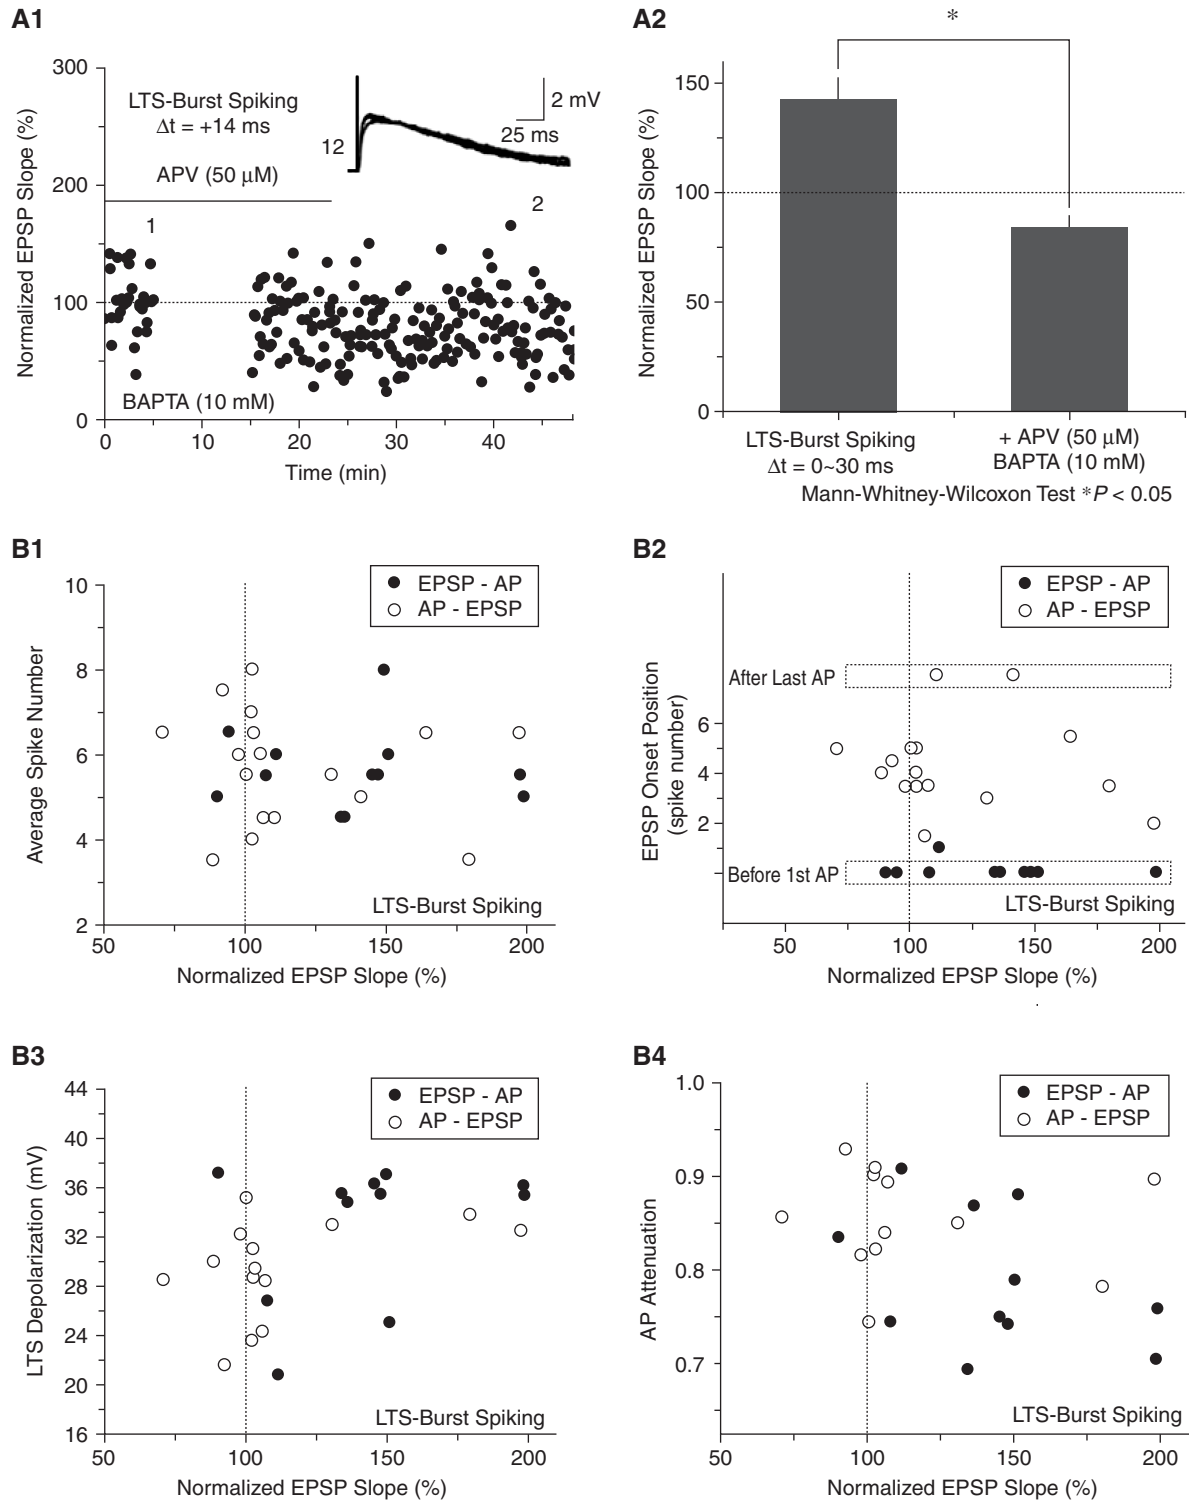 A1
300
200
100
0
Normalized EPSP Slope (%)
LTS-Burst Spiking
Δt = +14 ms
APV (50 μM)
12
2 mV
25 ms
1
2
BAPTA (10 mM)
0 10 20 30 40
Time (min)
A2
*
150
100
50
0
Normalized EPSP Slope (%)
LTS-Burst Spiking
Δt = 0~30 ms
+ APV (50 μM)
BAPTA (10 mM)
Mann-Whitney-Wilcoxon Test *P < 0.05
B1
EPSP - AP
AP - EPSP
10
8
6
4
2
Average Spike Number
LTS-Burst Spiking
50 100 150 200
Normalized EPSP Slope (%)
B2
EPSP - AP
AP - EPSP
After Last AP
6
4
2
Before 1st AP
EPSP Onset Position
(spike number)
LTS-Burst Spiking
50 100 150 200
Normalized EPSP Slope (%)
B3
EPSP - AP
AP - EPSP
44
40
36
32
28
24
20
16
LTS Depolarization (mV)
LTS-Burst Spiking
50 100 150 200
Normalized EPSP Slope (%)
B4
EPSP - AP
AP - EPSP
1.0
0.9
0.8
0.7
AP Attenuation
LTS-Burst Spiking
50 100 150 200
Normalized EPSP Slope (%)